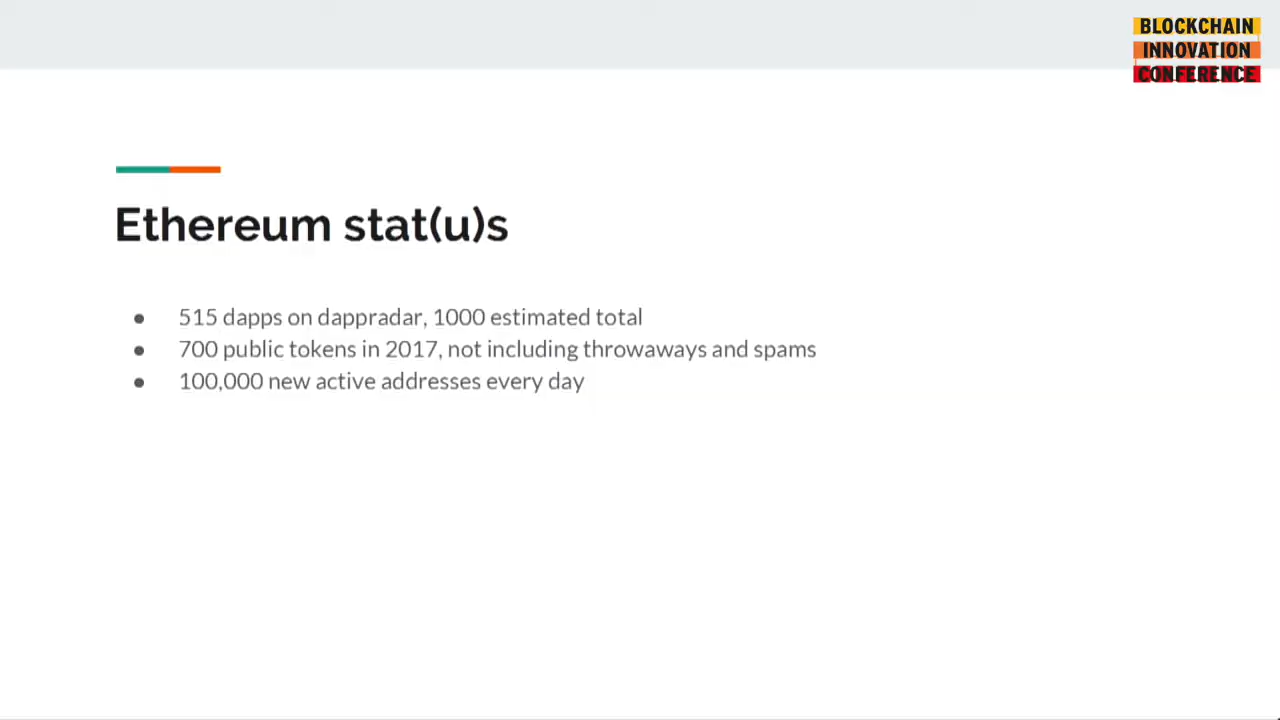 BLOCKCHAIN
INNOVATION
CONFERENCE
Ethereum stat(u)s
● 515 dapps on dappradar, 1000 estimated total
● 700 public tokens in 2017, not including throwaways and spams
● 100,000 new active addresses every day